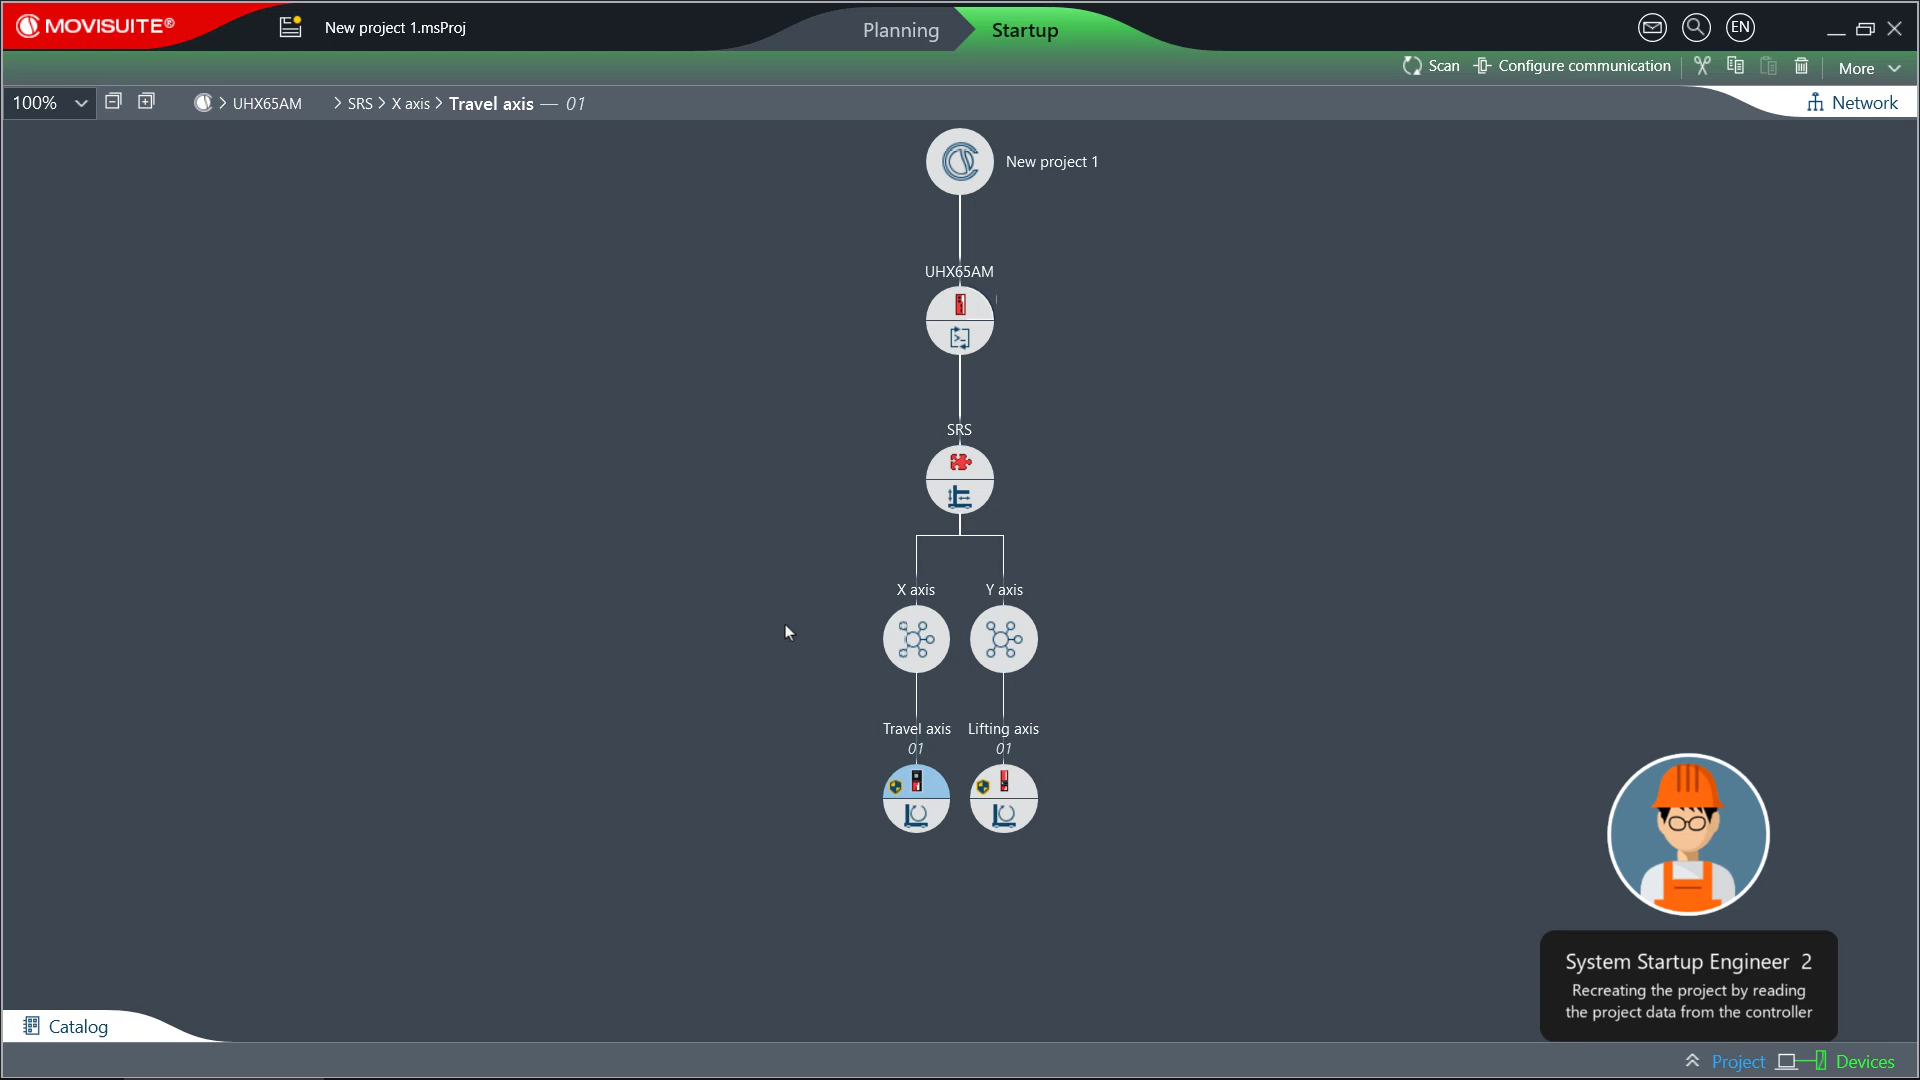 MOVISUITE®
New project 1.msProj
Planning
Startup
EN
Scan
Configure communication
More
100%
> UHX65AM > SRS > X axis > Travel axis — 01
Network
New project 1
UHX65AM
SRS
X axis
Y axis
Travel axis
01
Lifting axis
01
System Startup Engineer 2
Recreating the project by reading
the project data from the controller
Catalog
Project
Devices